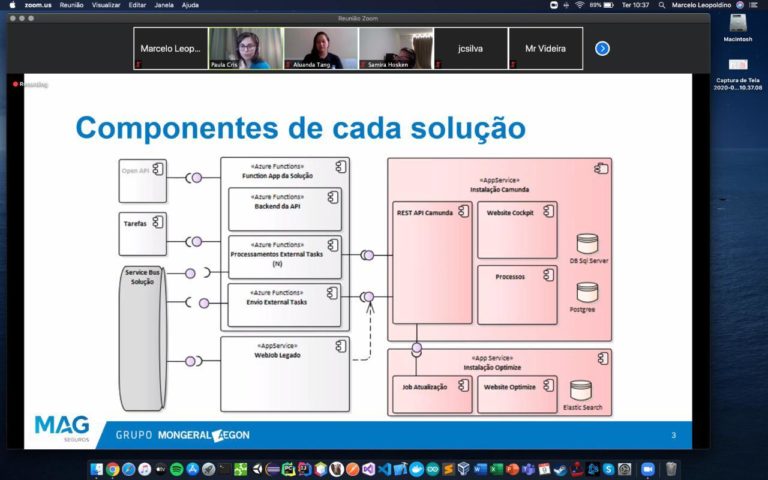 zoom.us Reunião Visualizar Editar Janela Ajuda
89% Ter 10:37 Marcelo Leopoldino
Reunião Zoom
Macintosh
Captura de Tela
2020-0...10.37.08
Marcelo Leop...
Paula Cris
Aluanda Tang
Samira Hosken
jcsilva
Mr Videira
Recording
Componentes de cada solução
Open API
Tarefas
Service Bus
Solução
«Azure Functions»
Function App da Solução
«Azure Functions»
Backend da API
«Azure Functions»
Processamentos External Tasks
(N)
«Azure Functions»
Envio External Tasks
«AppService»
WebJob Legado
«AppService»
Instalação Camunda
REST API Camunda
Website Cockpit
Processos
DB Sql Server
Postgree
«App Service»
Instalação Optimize
Job Atualização
Website Optimize
Elastic Search
MAG
SEGUROS
GRUPO MONGERAL AEGON
3